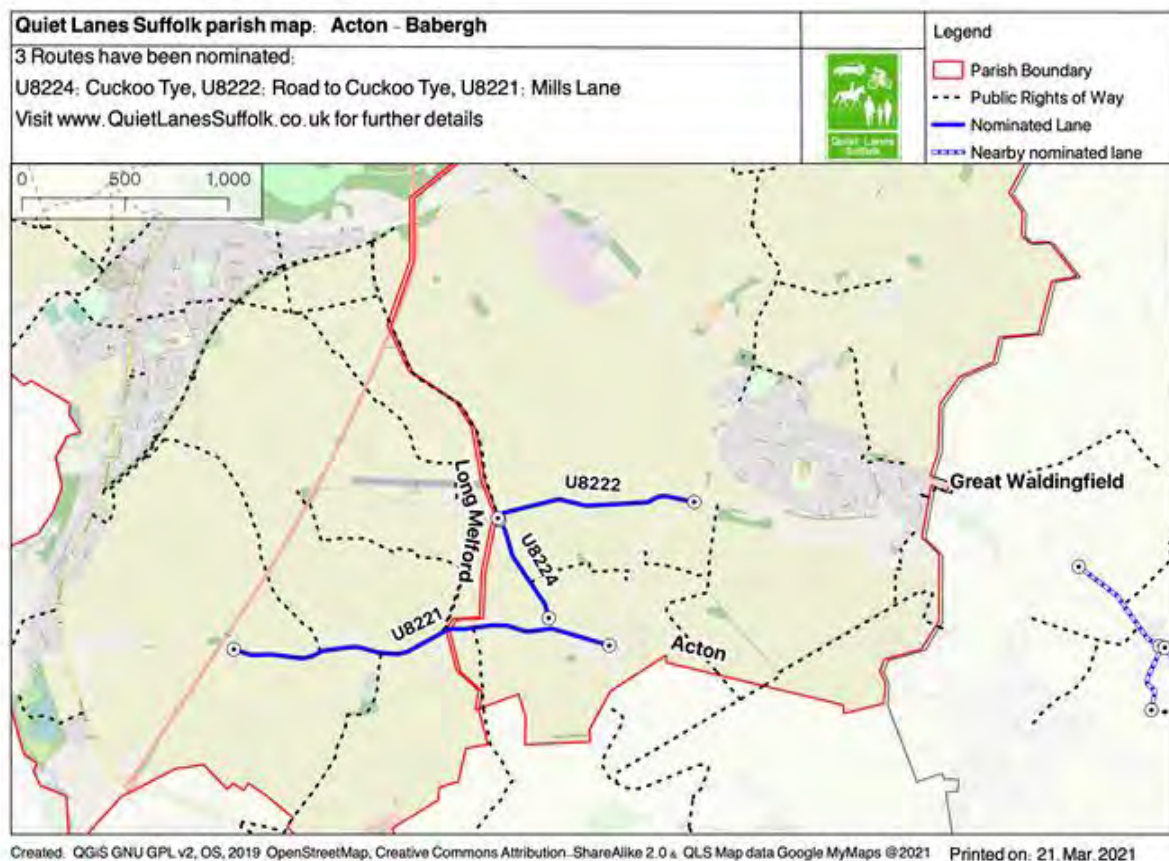 Quiet Lanes Suffolk parish map: Acton - Babergh
3 Routes have been nominated:
U8224: Cuckoo Tye, U8222: Road to Cuckoo Tye, U8221: Mills Lane
Visit www.QuietLanesSuffolk.co.uk for further details
Quiet Lanes
Suffolk
Legend
Parish Boundary
Public Rights of Way
Nominated Lane
Nearby nominated lane
0 500 1,000
Long Melford
U8222
U8224
U8221
Great Waldingfield
Acton
Created. QGiS GNU GPL v2, OS, 2019 OpenStreetMap, Creative Commons Attribution-ShareAlike 2.0 & QLS Map data Google MyMaps @2021
Printed on: 21. Mar. 2021